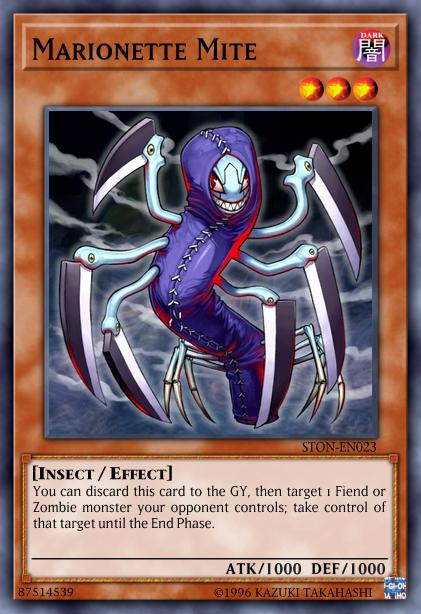 MARIONETTE MITE
DARK
闇
STON-EN023
[INSECT / EFFECT]
You can discard this card to the GY, then target 1 Fiend or
Zombie monster your opponent controls; take control of
that target until the End Phase.
ATK/1000 DEF/1000
87514539
©1996 KAZUKI TAKAHASHI